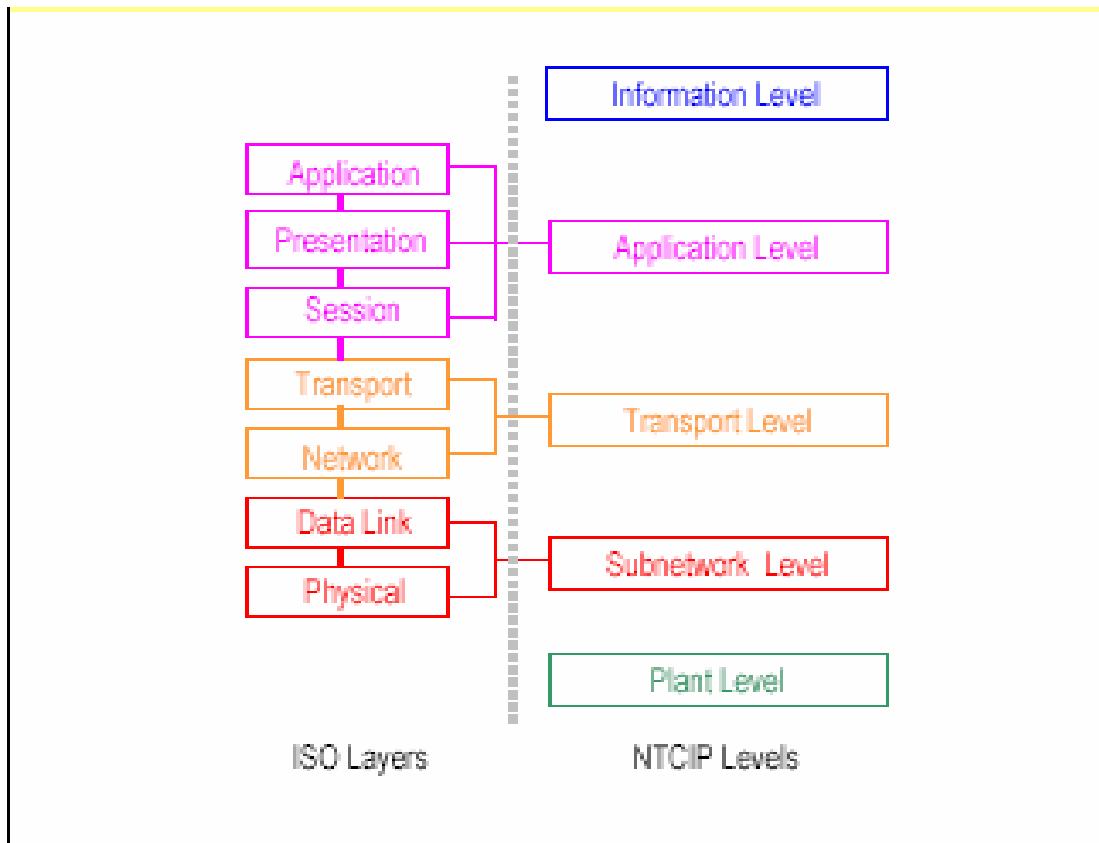 Information Level
Application
Presentation
Session
Application Level
Transport
Network
Transport Level
Data Link
Physical
Subnetwork Level
Plant Level
ISO Layers
NTCIP Levels